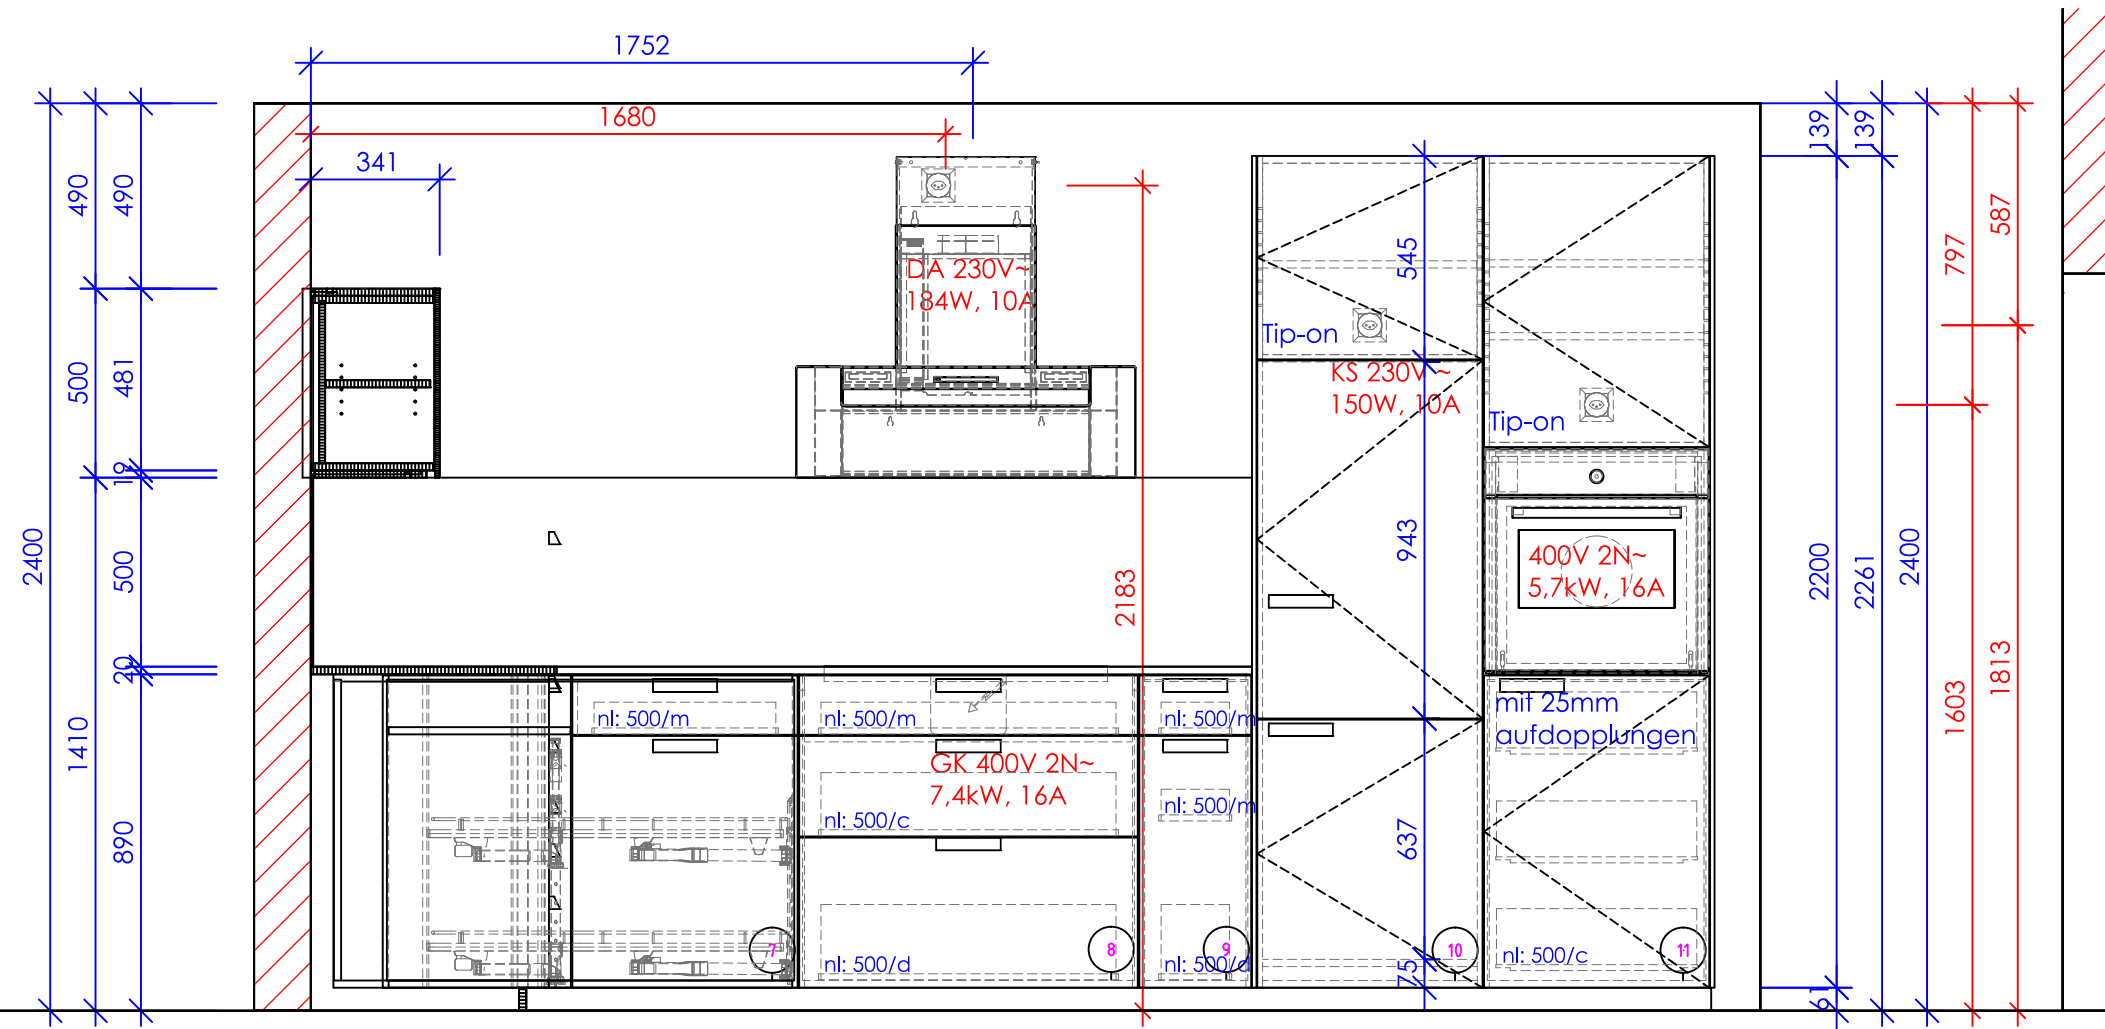 1752
1680
341
139
139
490
490
587
545
797
DA 230V~
184W, 10A
Tip-on
KS 230V ~
150W, 10A
500
481
Tip-on
19
2400
500
943
400V 2N~
5,7kW, 16A
2183
2200
2261
2400
20
mit 25mm
aufdopplungen
nl: 500/m
nl: 500/m
nl: 500/m
1410
1603
1813
GK 400V 2N~
7,4kW, 16A
nl: 500/c
nl: 500/m
890
637
7
8
9
10
11
nl: 500/d
nl: 500/d
nl: 500/c
75
61